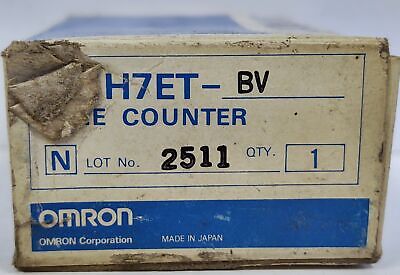 H7ET- BV
E COUNTER
N LOT No. 2511 QTY. 1
OMRON
OMRON Corporation MADE IN JAPAN